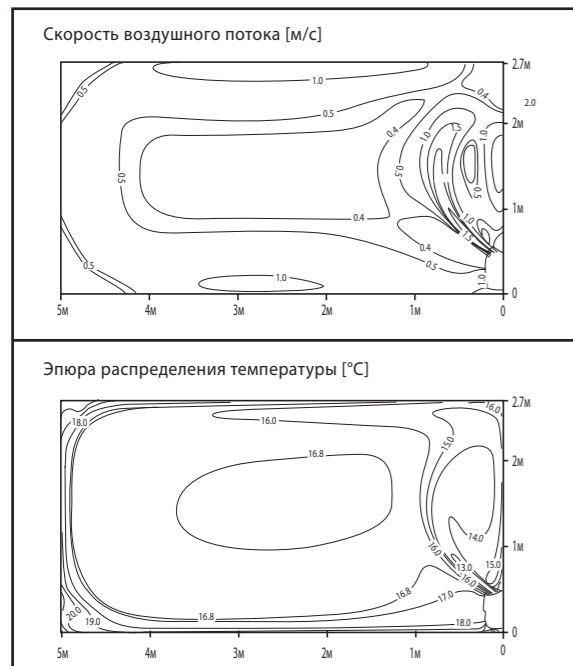 Скорость воздушного потока [м/с]
0.5
1.0
0.4
2.7м
2.0
0.5
0.4
1.0
1.5
1.0
2м
0.5
0.5
0.5
0.4
1.0
1м
1.5
0.4
0.5
0.5
1.0
1.0
0
5м
4м
3м
2м
1м
0
Эпюра распределения температуры [°C]
18.0
16.0
16.0
2.7м
15.0
16.8
2м
14.0
16.0
1м
13.0
15.0
16.0
16.8
17.0
20.0
19.0
16.8
18.0
0
5м
4м
3м
2м
1м
0